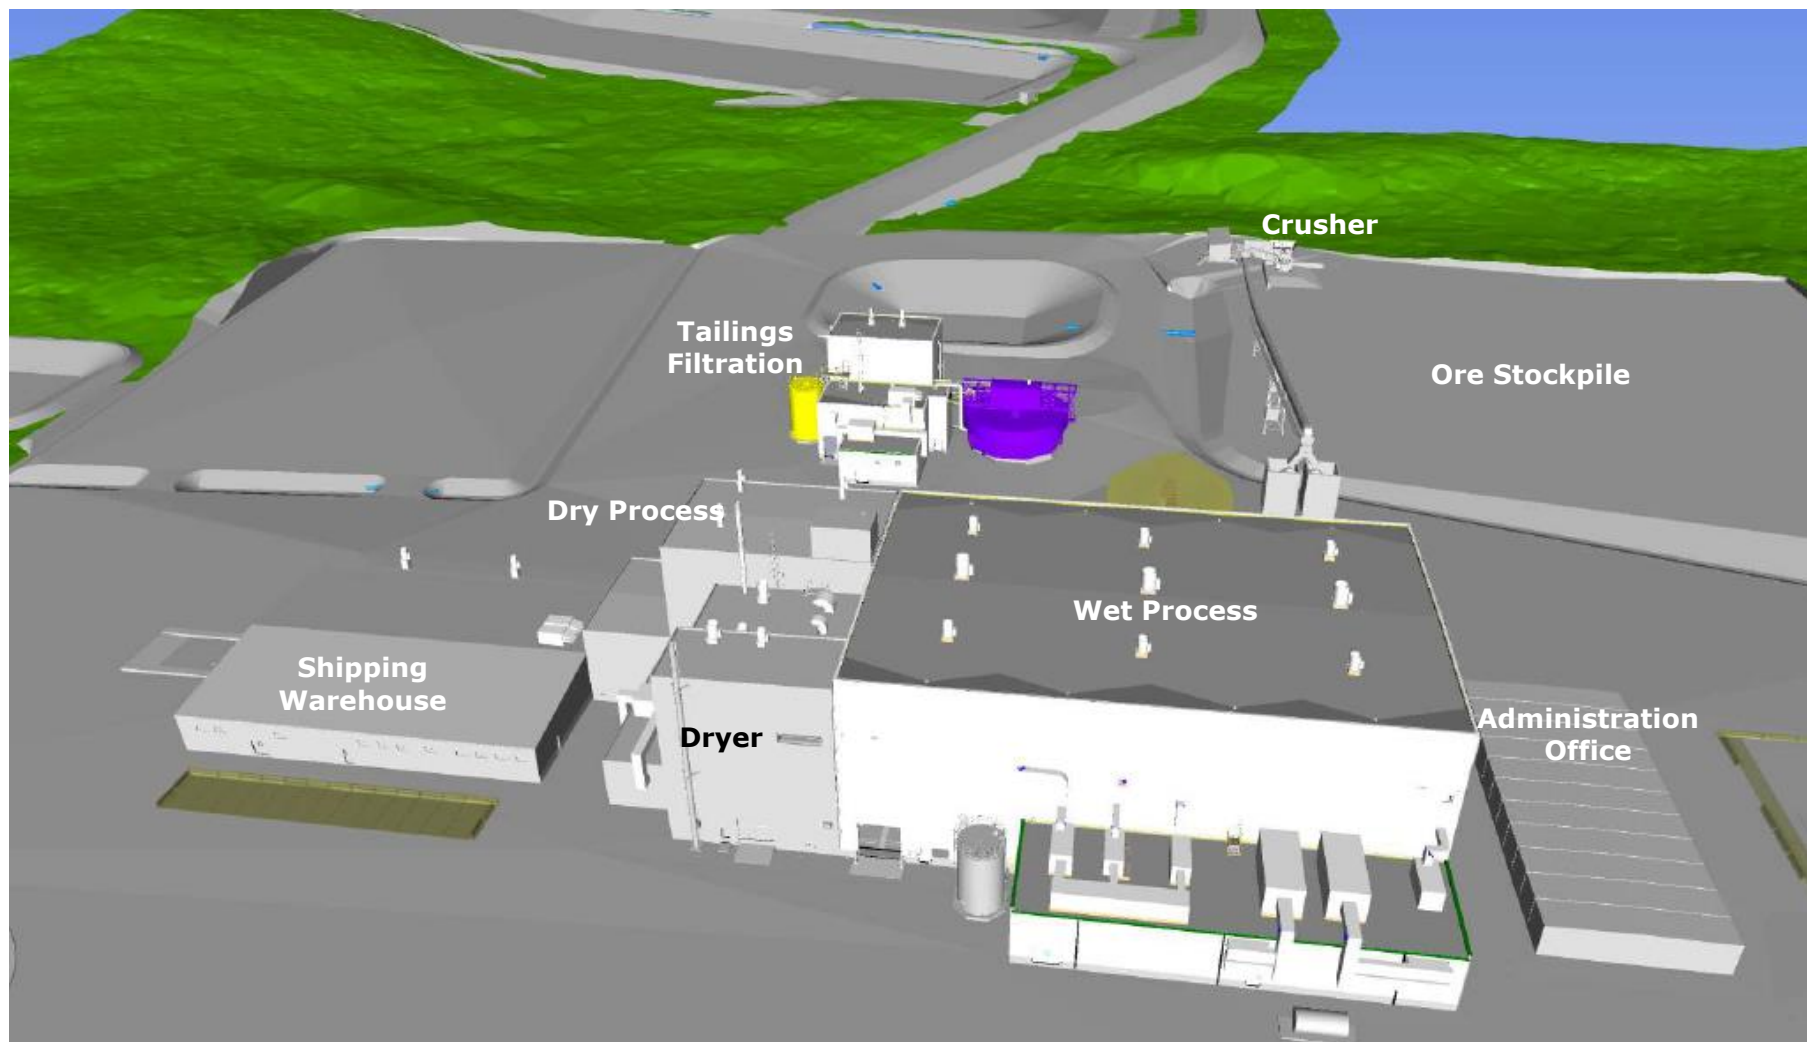 Crusher
Tailings
Filtration
Ore Stockpile
Dry Process
Wet Process
Shipping
Warehouse
Dryer
Administration
Office